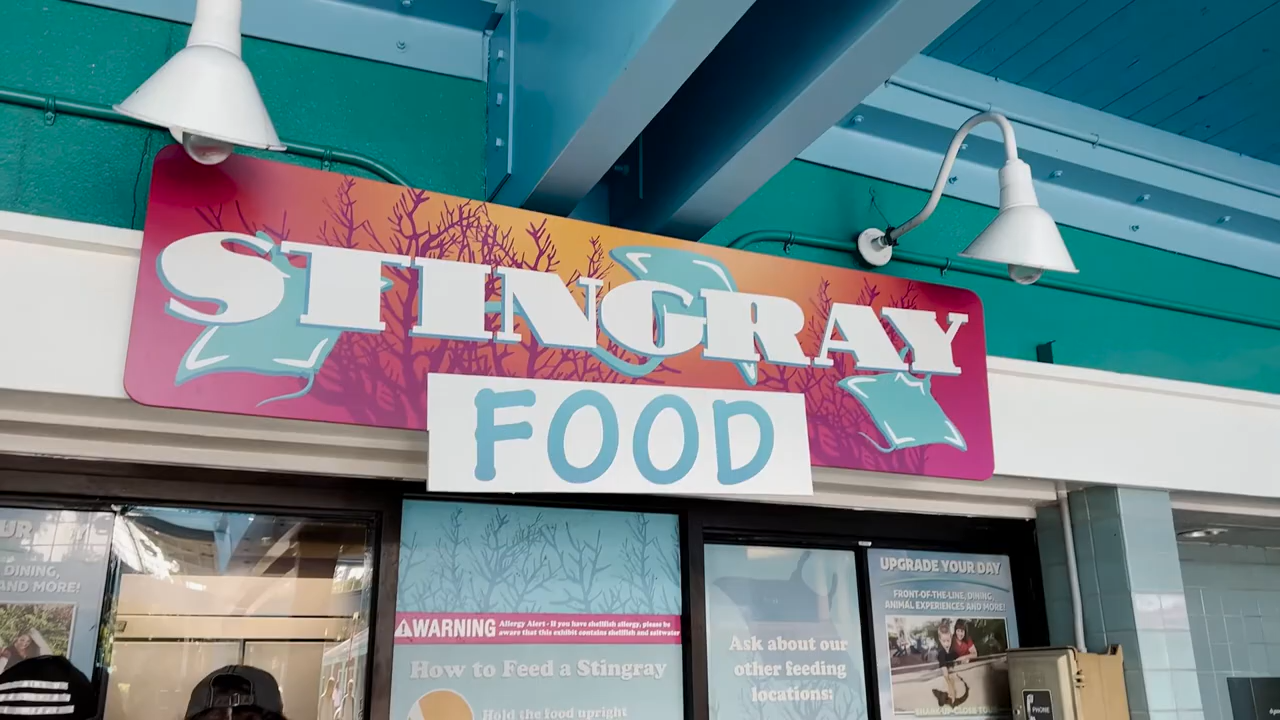 STINGRAY
FOOD
DINING,
AND MORE!
WARNING
Allergy Alert - If you have shellfish allergy, please be
aware that this exhibit contains shellfish and saltwater
How to Feed a Stingray
Hold the food upright
Ask about our
other feeding
locations:
UPGRADE YOUR DAY
FRONT-OF-THE-LINE, DINING,
ANIMAL EXPERIENCES AND MORE!
PHONE